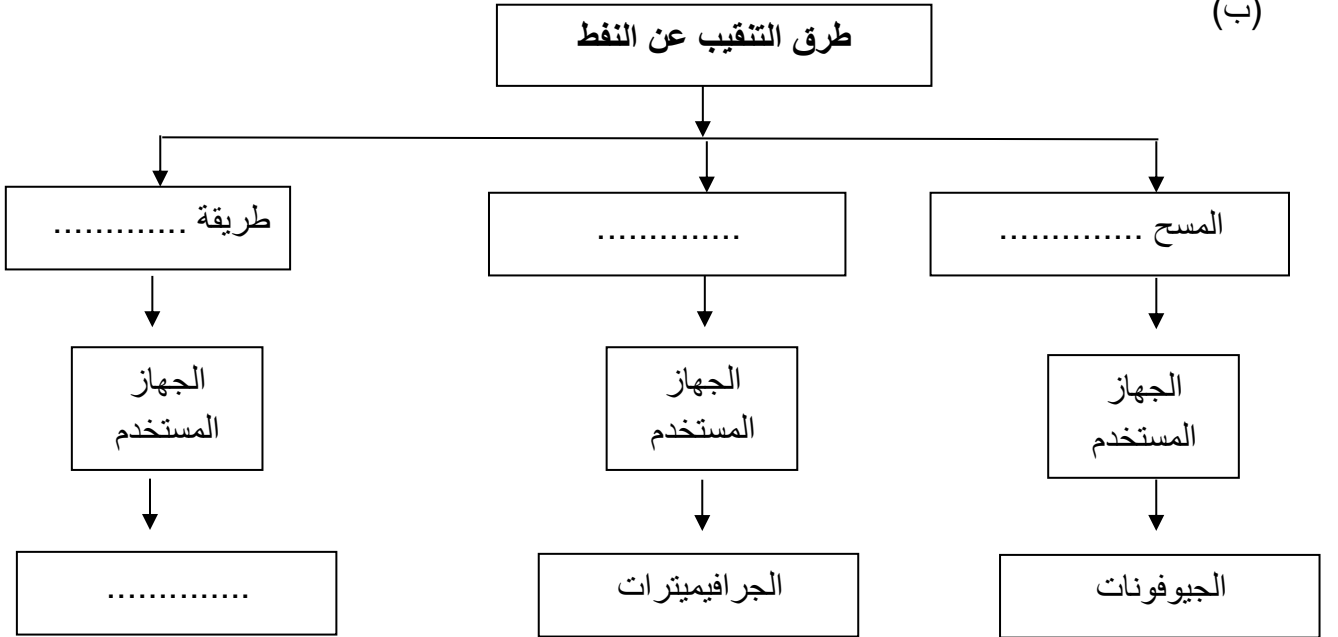 (ب)
طرق التنقيب عن النفط
المسح ..............
..............
طريقة .............
الجهاز
المستخدم
الجهاز
المستخدم
الجهاز
المستخدم
الجيوفونات
الجرافيميترات
..............